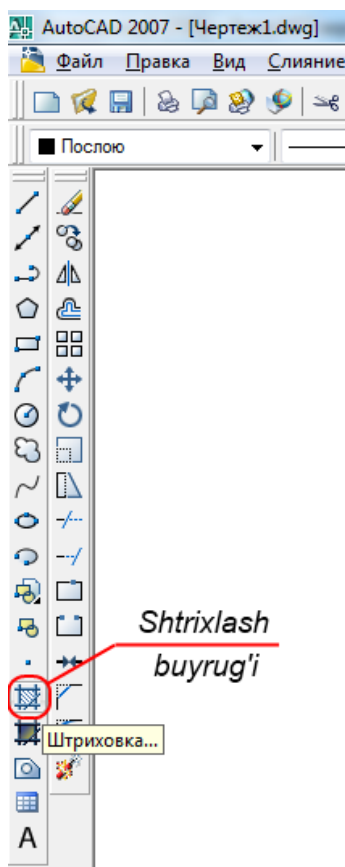 AutoCAD 2007 - [Чертеж1.dwg]
Файл Правка Вид Слияние
Послою
Shtrixlash
buyrug'i
Штриховка...
A